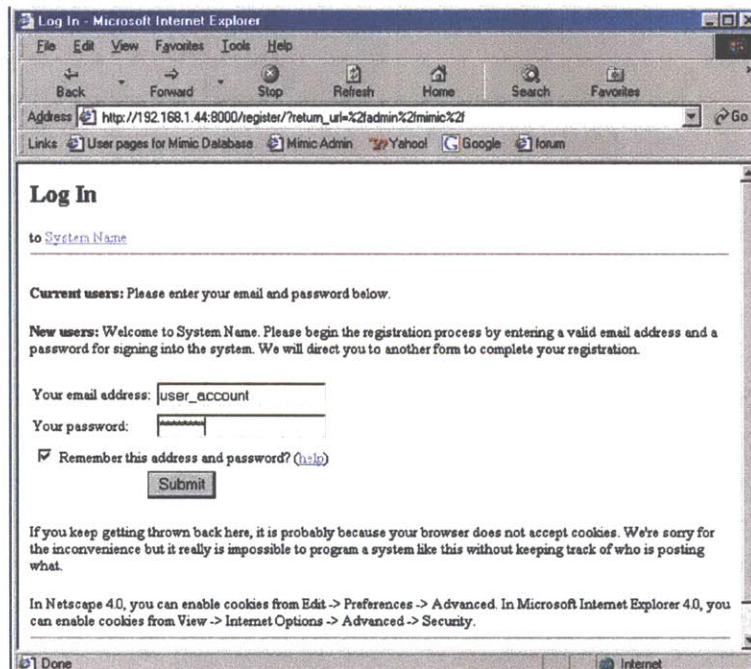 Log In - Microsoft Internet Explorer
File Edit View Favorites Tools Help
Back Forward Stop Refresh Home Search Favorites
Address http://192.168.1.44:8000/register/?return_url=%2fadmin%2fmimic%2f Go
Links User pages for Mimic Database Mimic Admin Yahoo! Google forum
Log In
to System Name
Current users: Please enter your email and password below.
New users: Welcome to System Name. Please begin the registration process by entering a valid email address and a
password for signing into the system. We will direct you to another form to complete your registration.
Your email address: user_account
Your password:
Remember this address and password? (help)
Submit
If you keep getting thrown back here, it is probably because your browser does not accept cookies. We're sorry for
the inconvenience but it really is impossible to program a system like this without keeping track of who is posting
what.
In Netscape 4.0, you can enable cookies from Edit -> Preferences -> Advanced. In Microsoft Internet Explorer 4.0, you
can enable cookies from View -> Internet Options -> Advanced -> Security.
Done Internet